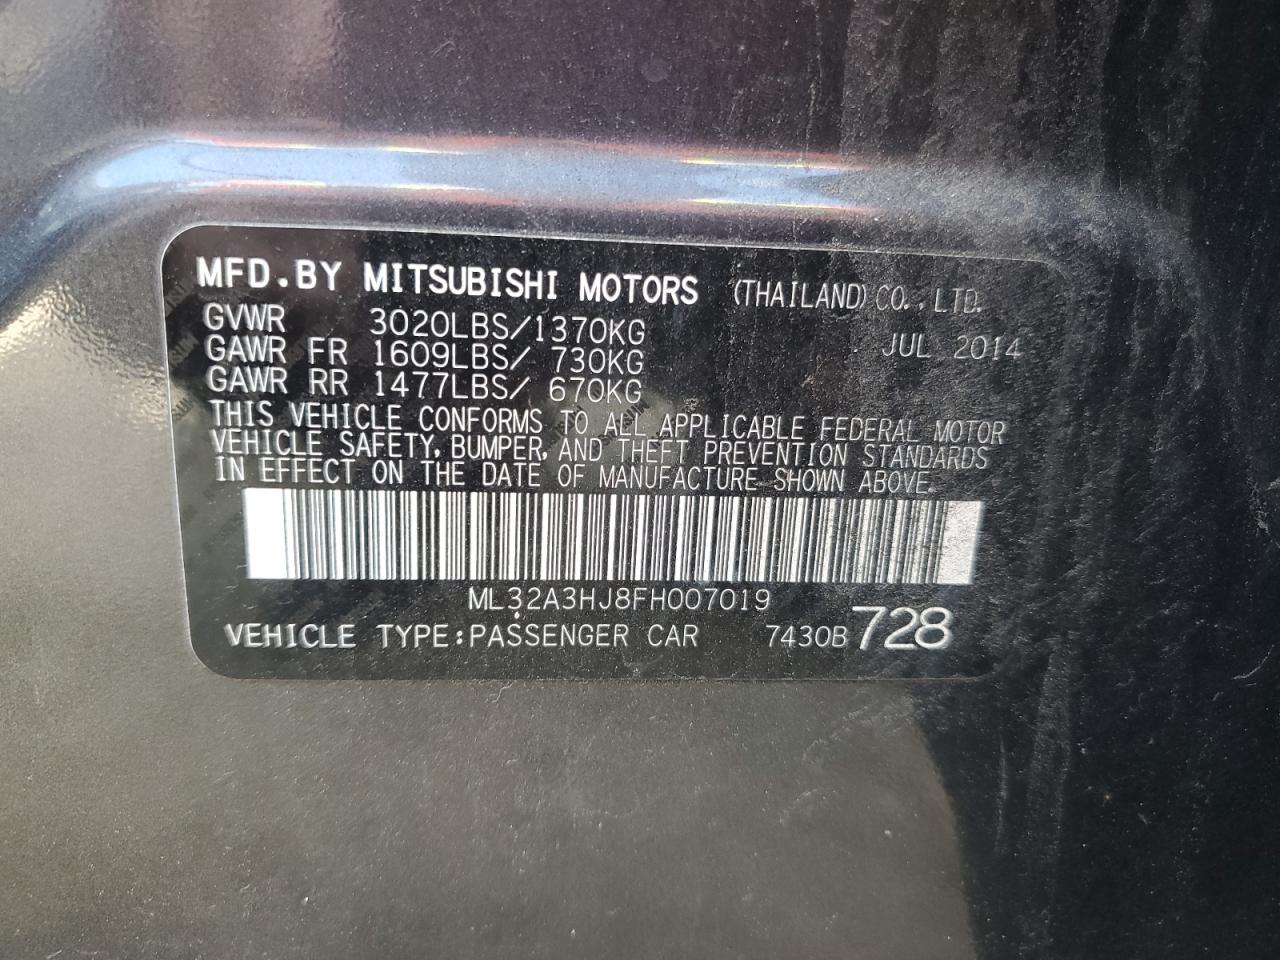 MFD.BY MITSUBISHI MOTORS (THAILAND) CO., LTD.
GVWR 3020LBS/1370KG JUL 2014
GAWR FR 1609LBS/ 730KG
GAWR RR 1477LBS/ 670KG
THIS VEHICLE CONFORMS TO ALL APPLICABLE FEDERAL MOTOR
VEHICLE SAFETY, BUMPER, AND THEFT PREVENTION STANDARDS
IN EFFECT ON THE DATE OF MANUFACTURE SHOWN ABOVE.
ML32A3HJ8FH007019
VEHICLE TYPE:PASSENGER CAR 7430B 728